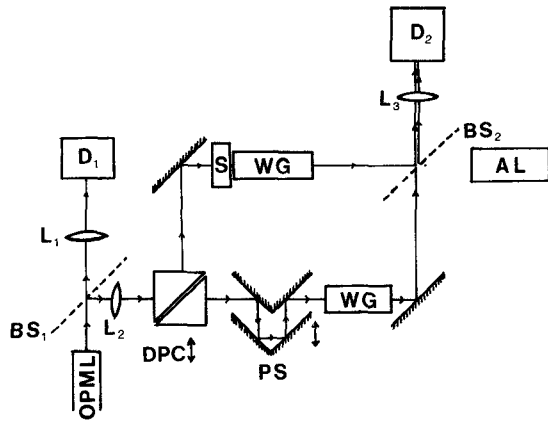 D₂
L₃
BS₂
D₁
S
WG
AL
L₁
BS₁
L₂
WG
DPC
PS
OPML